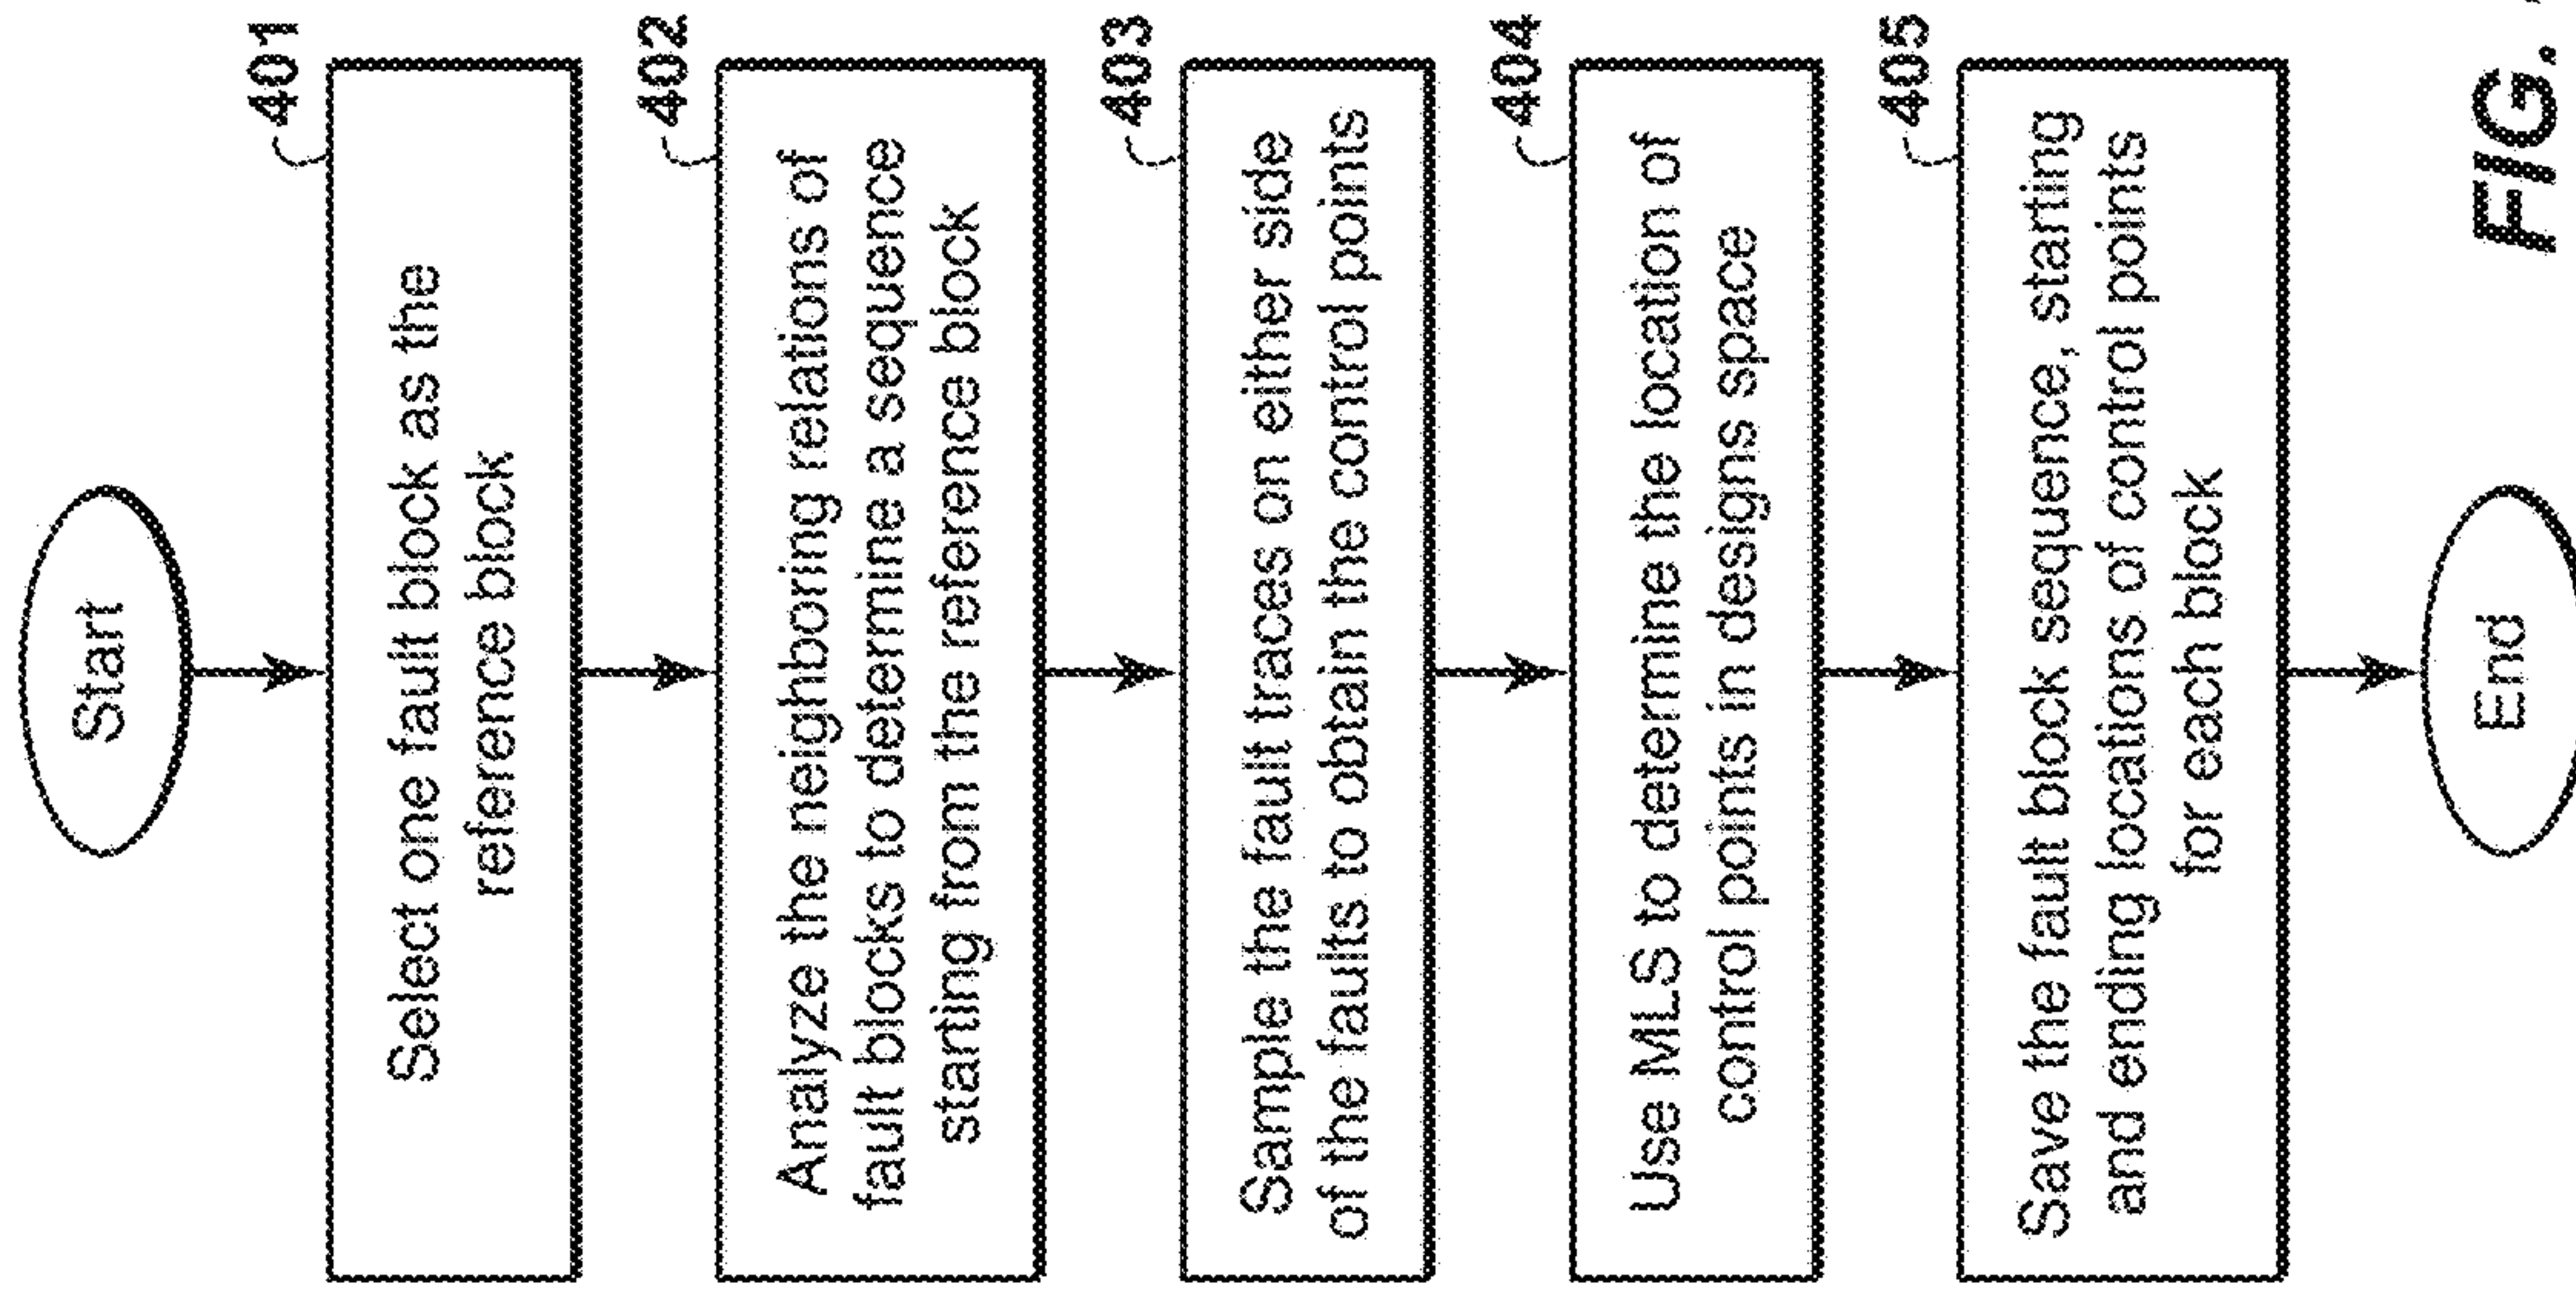 Start
401
Select one fault block as the
reference block
402
Analyze the neighboring relations of
fault blocks to determine a sequence
starting from the reference block
403
Sample the fault traces on either side
of the faults to obtain the control points
404
Use MLS to determine the location of
control points in designs space
405
Save the fault block sequence, starting
and ending locations of control points
for each block
End
FIG.